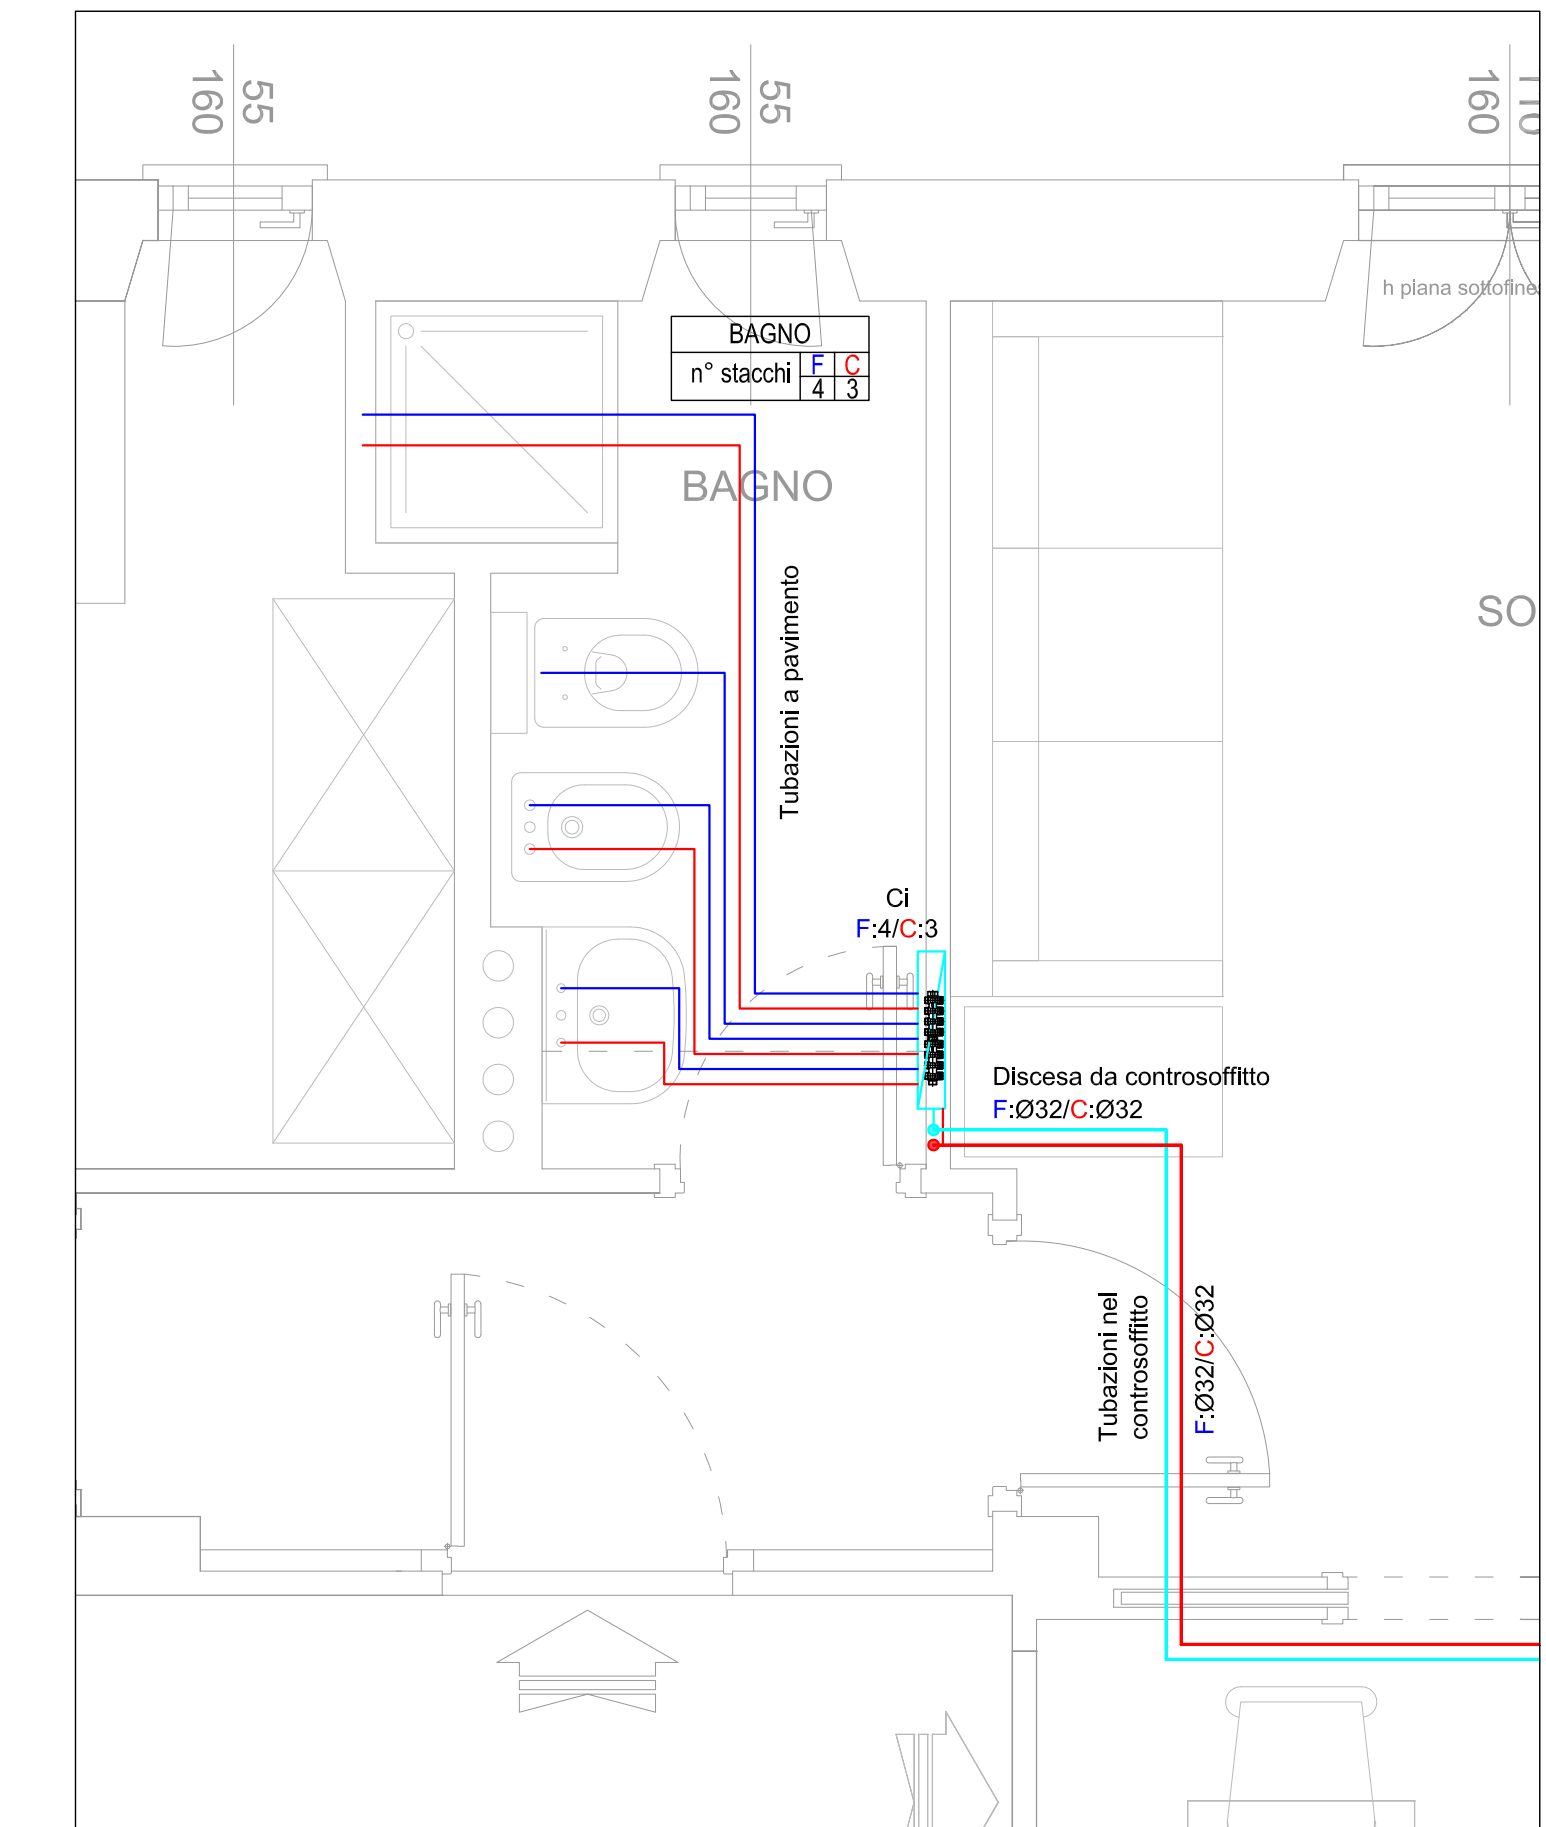 55
160
55
160
160
h piana sottofine
BAGNO
n° stacchi
F
C
4
3
BAGNO
SO
Tubazioni a pavimento
Ci
F:4/C:3
Discesa da controsoffitto
F:Ø32/C:Ø32
Tubazioni nel
controsoffitto
F:Ø32/C:Ø32